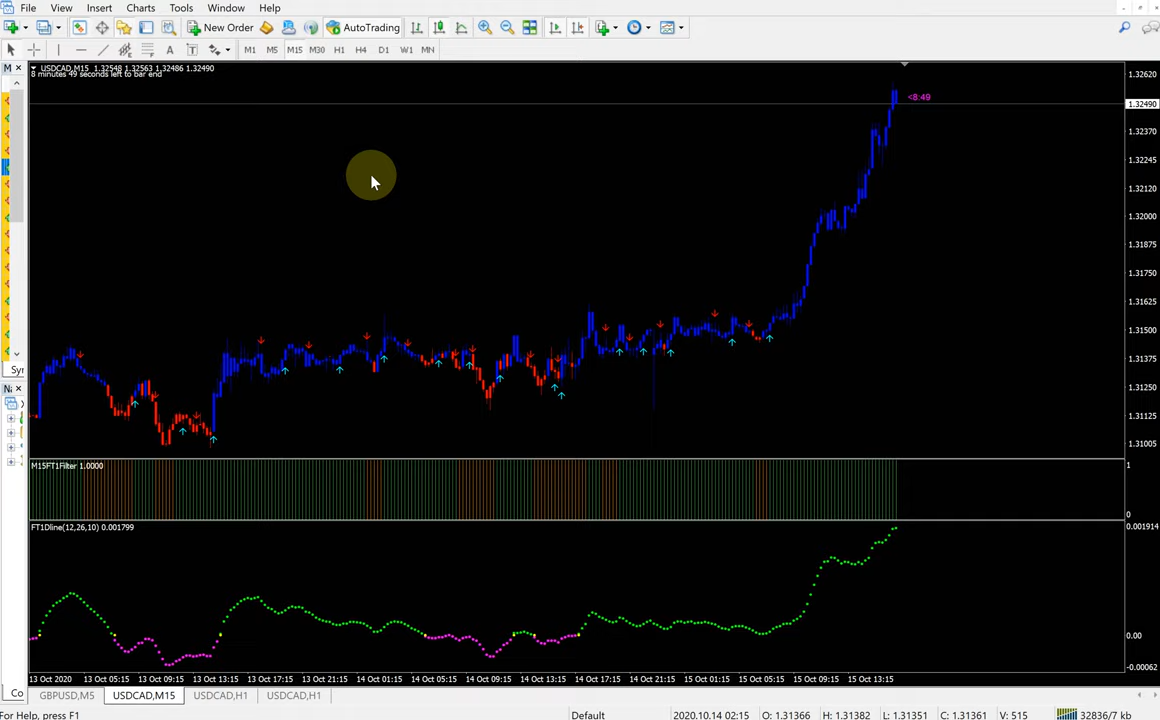 File View Insert Charts Tools Window Help
New Order AutoTrading
A T M1 M5 M15 M30 H1 H4 D1 W1 MN
M
USDCAD,M15 1.32548 1.32563 1.32486 1.32490
8 minutes 49 seconds left to bar end
<8:49
1.32620
1.32490
1.32370
1.32245
1.32120
1.32000
1.31875
1.31750
1.31625
1.31500
1.31375
1.31250
1.31125
1.31005
Syr
M15FT1Filter 1.0000
1
0
FT1Dline(12,26,10) 0.001799
0.001914
0.00
-0.00062
13 Oct 2020 13 Oct 05:15 13 Oct 09:15 13 Oct 13:15 13 Oct 17:15 13 Oct 21:15 14 Oct 01:15 14 Oct 05:15 14 Oct 09:15 14 Oct 13:15 14 Oct 17:15 14 Oct 21:15 15 Oct 01:15 15 Oct 05:15 15 Oct 09:15 15 Oct 13:15
Co
GBPUSD,M5 USDCAD,M15 USDCAD,H1 USDCAD,H1
For Help, press F1 Default 2020.10.14 02:15 O: 1.31366 H: 1.31382 L: 1.31351 C: 1.31361 V: 515 32836/7 kb